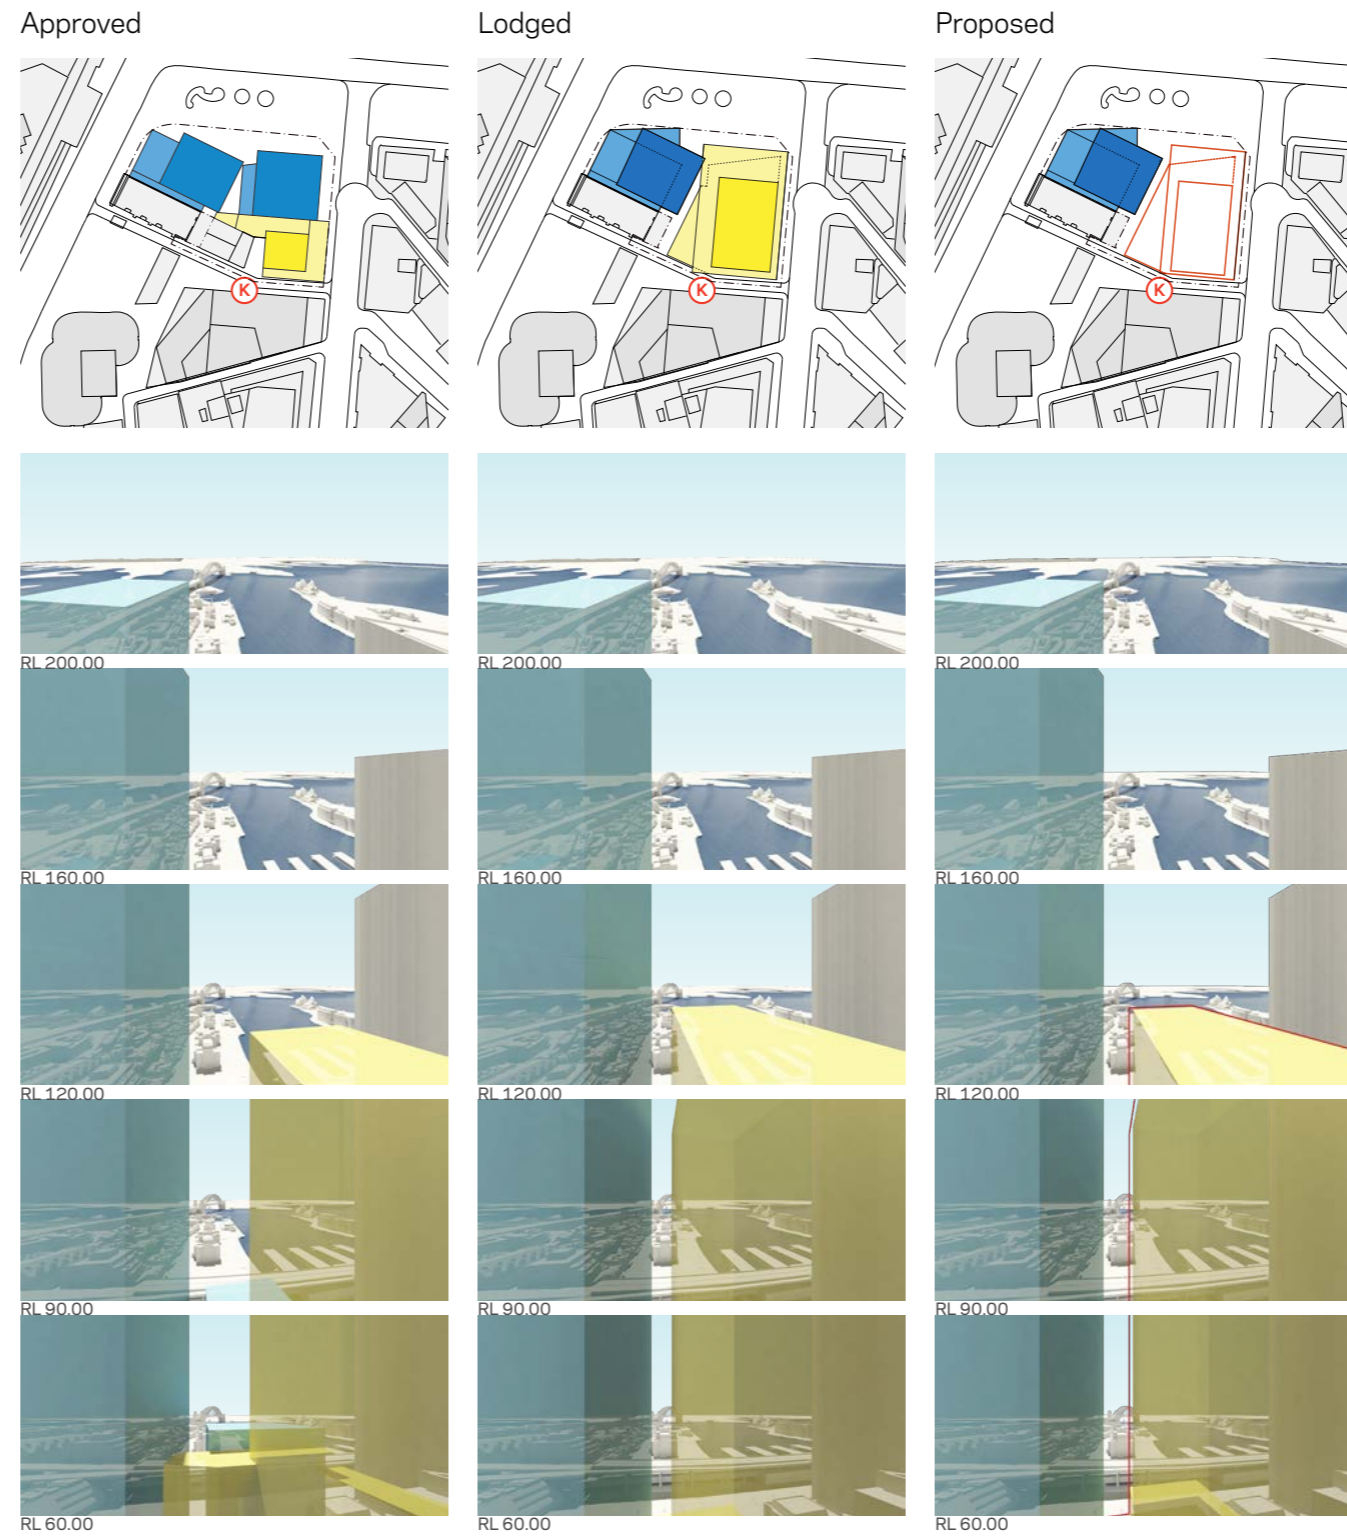 Approved Lodged Proposed
K K K
RL 200.00 RL 200.00 RL 200.00
RL 160.00 RL 160.00 RL 160.00
RL 120.00 RL 120.00 RL 120.00
RL 90.00 RL 90.00 RL 90.00
RL 60.00 RL 60.00 RL 60.00